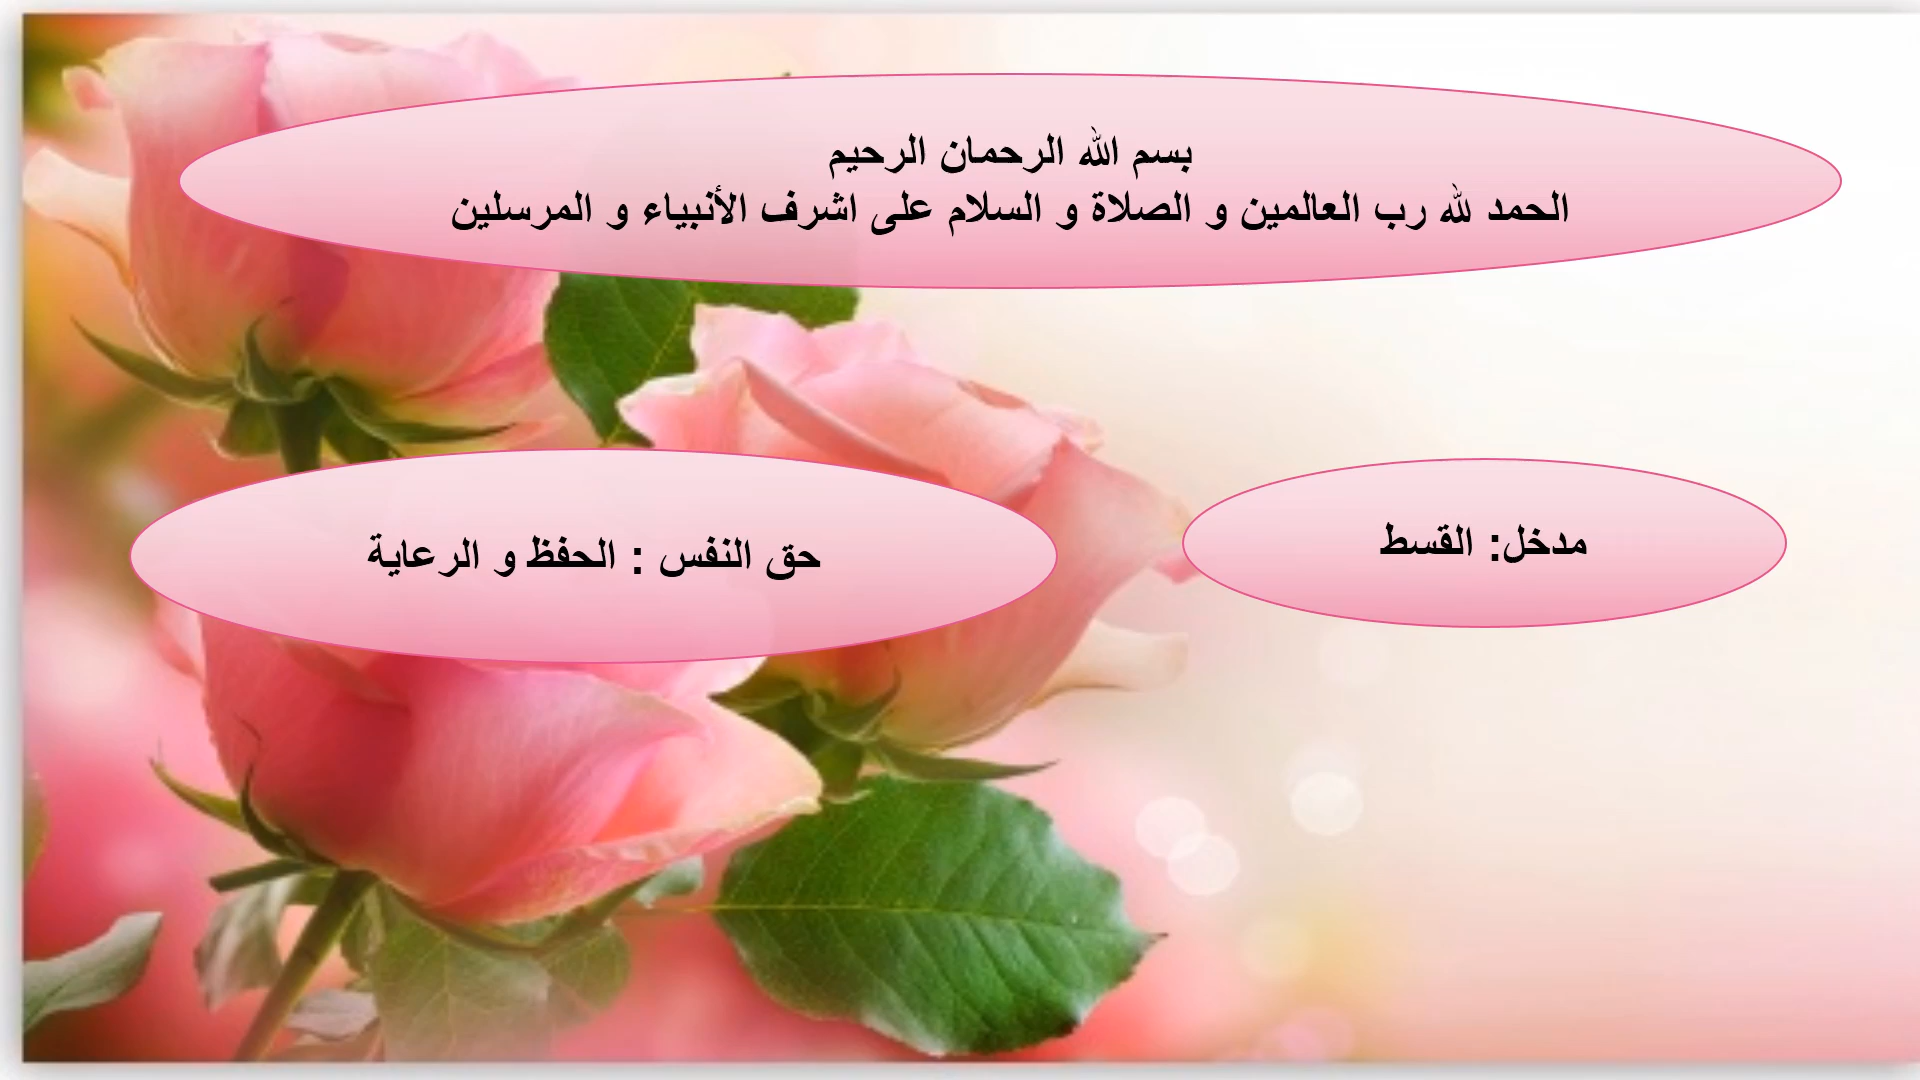 بسم الله الرحمان الرحيم
الحمد لله رب العالمين و الصلاة و السلام على اشرف الأنبياء و المرسلين
مدخل: القسط
حق النفس : الحفظ و الرعاية